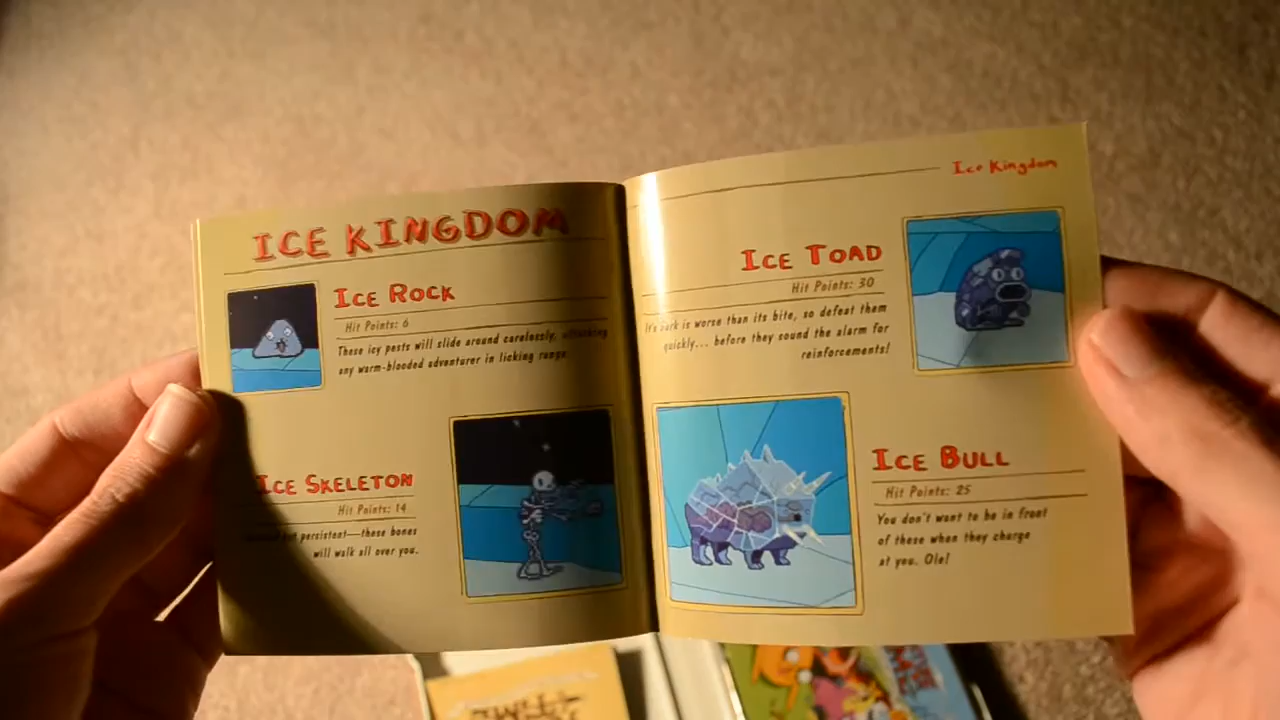 ICE KINGDOM
ICE ROCK
Hit Points: 6
These icy pests will slide around carelessly, attacking
any warm-blooded adventurer in licking range.
ICE SKELETON
Hit Points: 14
but persistent—these bones
will walk all over you.
Ice Kingdom
ICE TOAD
Hit Points: 30
It's bark is worse than its bite, so defeat them
quickly... before they sound the alarm for
reinforcements!
ICE BULL
Hit Points: 25
You don't want to be in front
of these when they charge
at you. Ole!